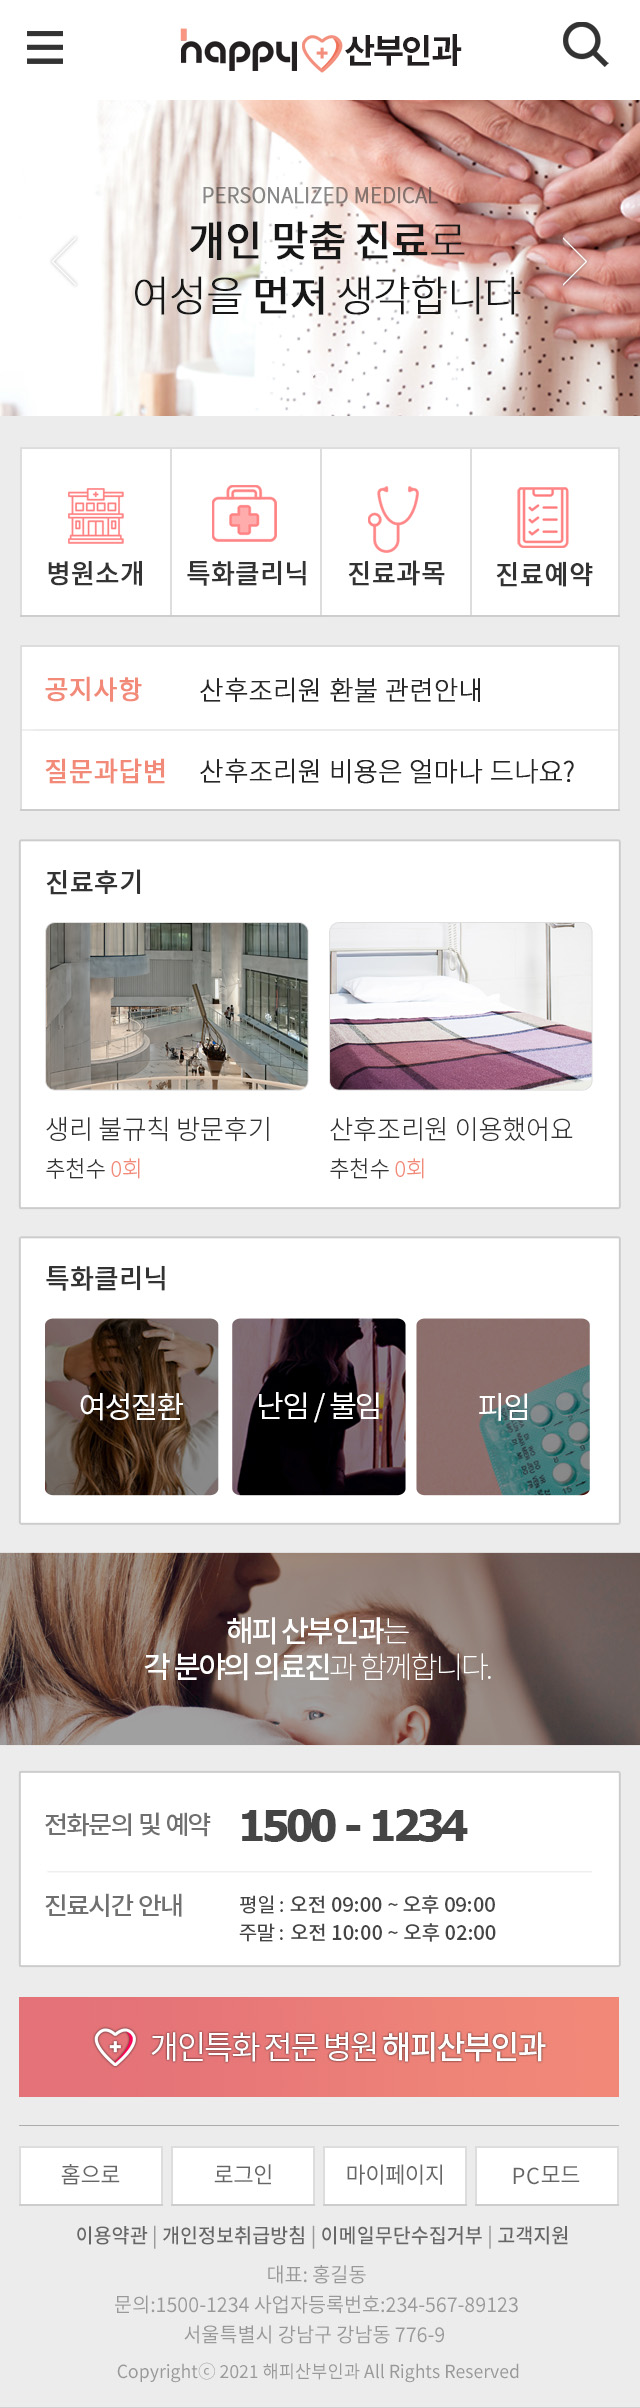 happy 산부인과
PERSONALIZED MEDICAL
개인 맞춤 진료로
여성을 먼저 생각합니다
병원소개 특화클리닉 진료과목 진료예약
공지사항 산후조리원 환불 관련안내
질문과답변 산후조리원 비용은 얼마나 드나요?
진료후기
생리 불규칙 방문후기 산후조리원 이용했어요
추천수 0회 추천수 0회
특화클리닉
여성질환 난임 / 불임 피임
해피 산부인과는
각 분야의 의료진과 함께합니다.
전화문의 및 예약 1500 - 1234
진료시간 안내 평일 : 오전 09:00 ~ 오후 09:00
주말 : 오전 10:00 ~ 오후 02:00
개인특화 전문 병원 해피산부인과
홈으로 로그인 마이페이지 PC모드
이용약관 | 개인정보취급방침 | 이메일무단수집거부 | 고객지원
대표: 홍길동
문의:1500-1234 사업자등록번호:234-567-89123
서울특별시 강남구 강남동 776-9
Copyrightⓒ 2021 해피산부인과 All Rights Reserved